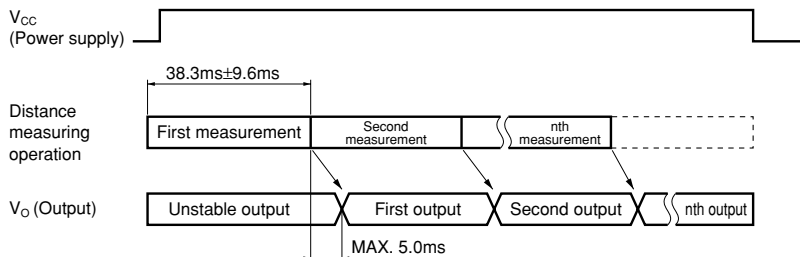 VCC
(Power supply)
38.3ms±9.6ms
Distance
measuring
operation
First measurement
Second
measurement
nth
measurement
VO (Output)
Unstable output
First output
Second output
nth output
MAX. 5.0ms